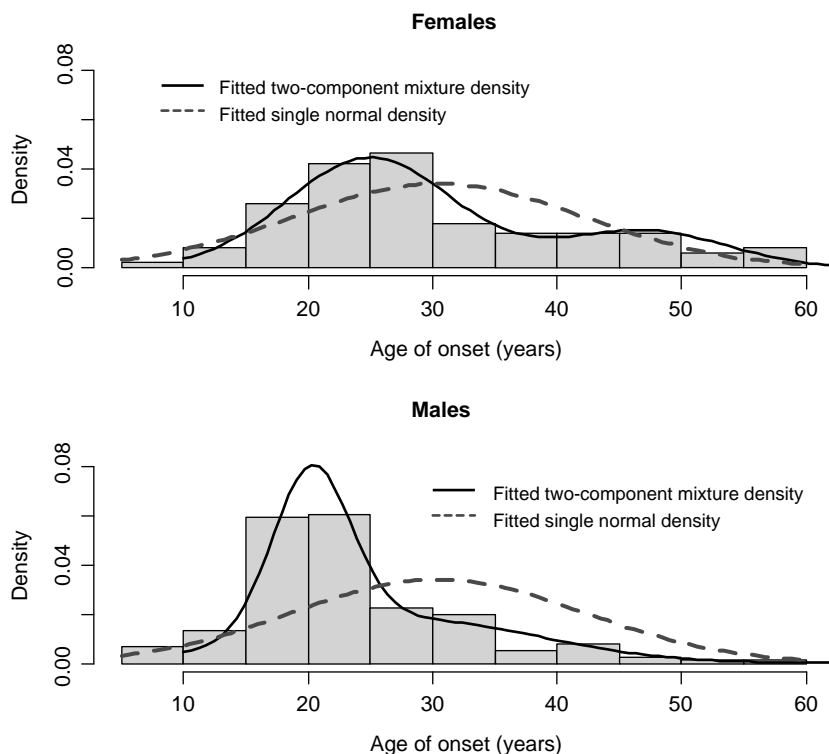 Females
Fitted two-component mixture density
Fitted single normal density
Density
0.00 0.04 0.08
10 20 30 40 50 60
Age of onset (years)
Males
Fitted two-component mixture density
Fitted single normal density
Density
0.00 0.04 0.08
10 20 30 40 50 60
Age of onset (years)